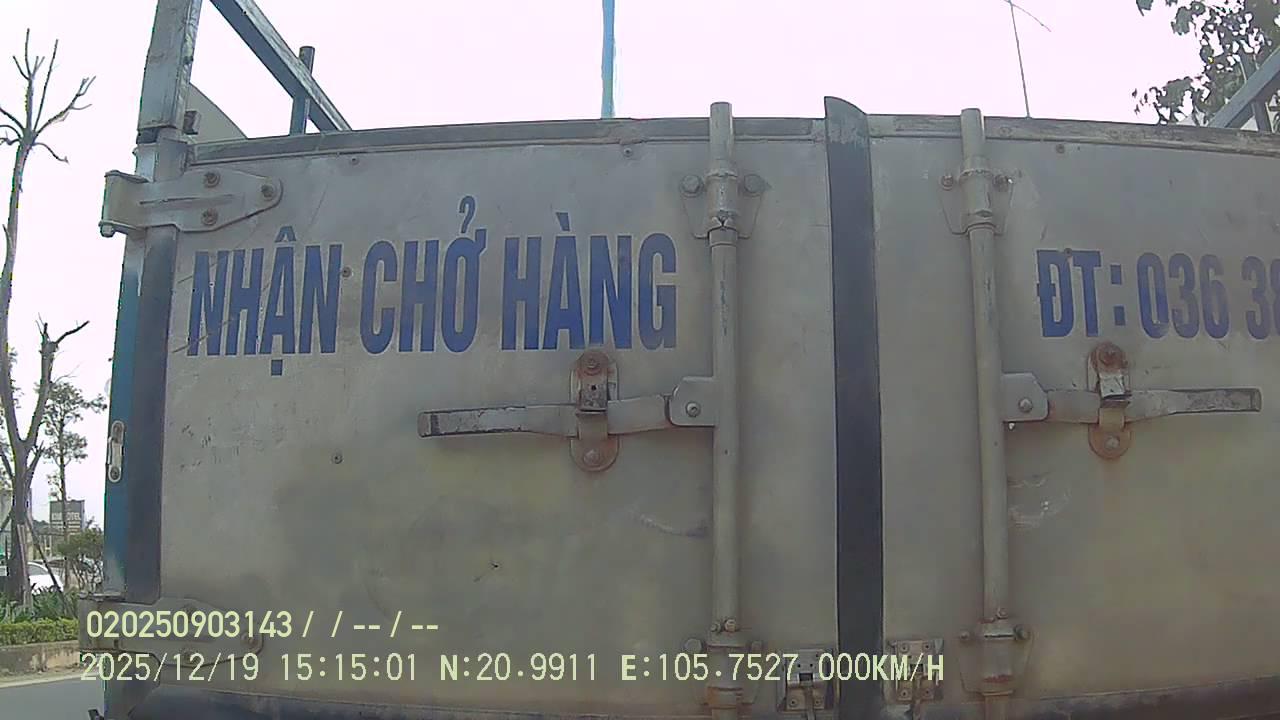 NHẬN CHỞ HÀNG
ĐT: 036 3
020250903143 / / -- / --
2025/12/19 15:15:01 N:20.9911 E:105.7527 000KM/H